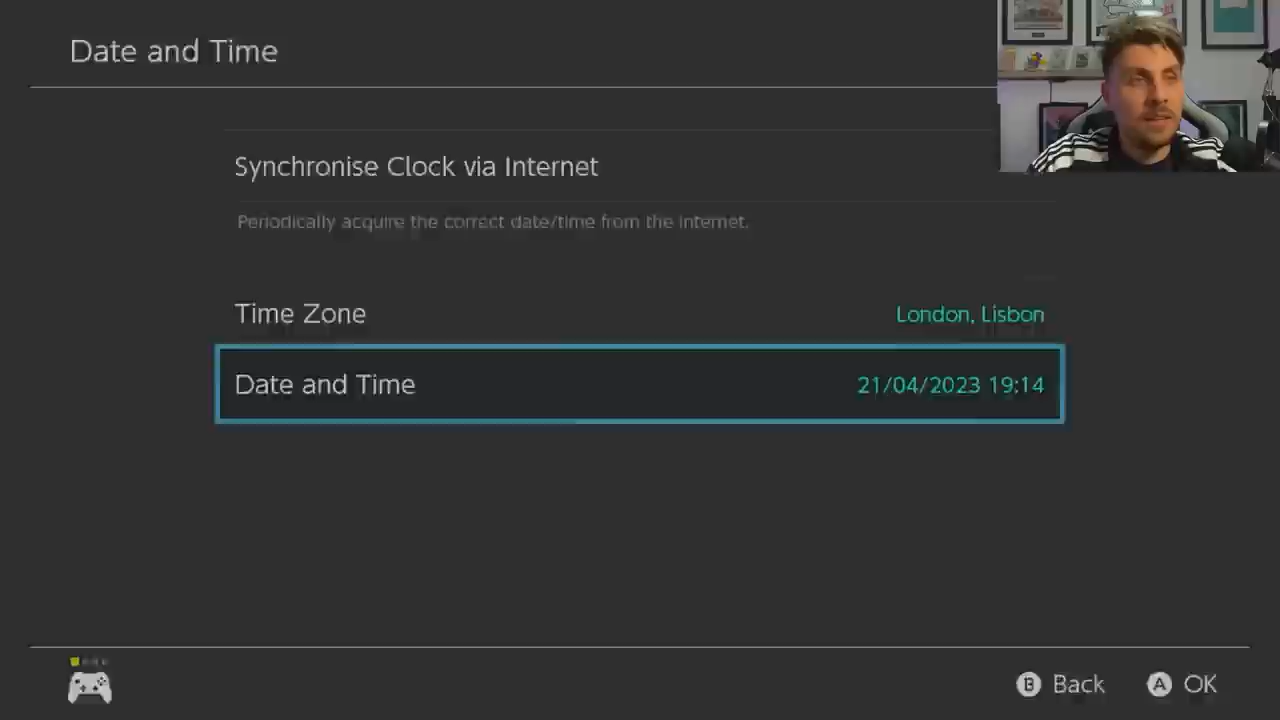 Date and Time
Synchronise Clock via Internet
Periodically acquire the correct date/time from the Internet.
Time Zone London, Lisbon
Date and Time 21/04/2023 19:14
B Back A OK